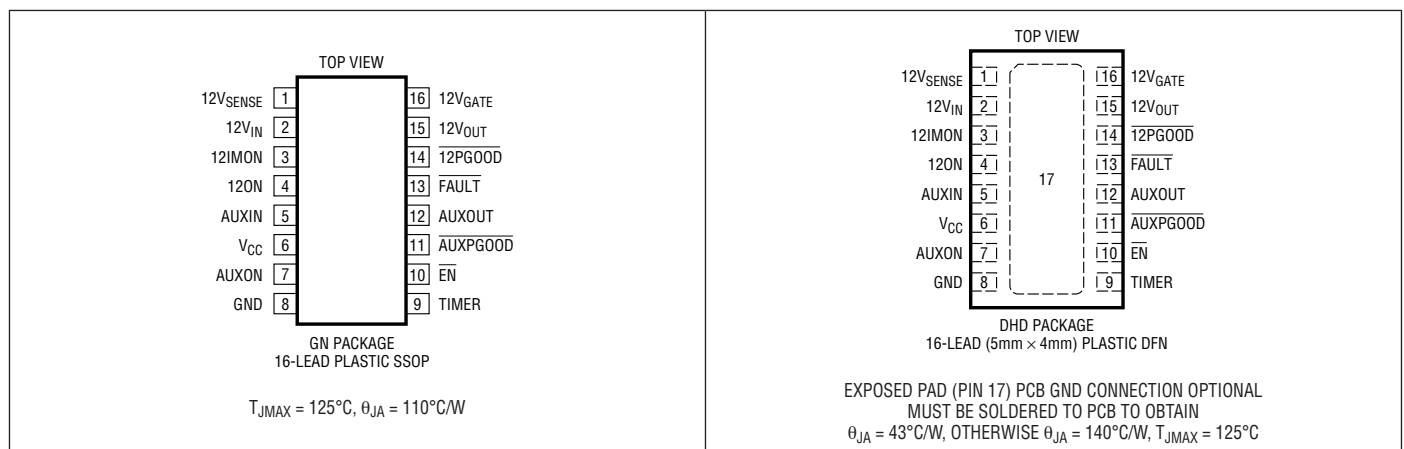 TOP VIEW
12VSENSE 1 16 12VGATE
12VIN 2 15 12VOUT
12IMON 3 14 12PGOOD
12ON 4 13 FAULT
AUXIN 5 12 AUXOUT
VCC 6 11 AUXPGOOD
AUXON 7 10 EN
GND 8 9 TIMER
GN PACKAGE
16-LEAD PLASTIC SSOP
TJMAX = 125°C, θJA = 110°C/W
TOP VIEW
12VSENSE 1 16 12VGATE
12VIN 2 15 12VOUT
12IMON 3 14 12PGOOD
12ON 4 13 FAULT
17
AUXIN 5 12 AUXOUT
VCC 6 11 AUXPGOOD
AUXON 7 10 EN
GND 8 9 TIMER
DHD PACKAGE
16-LEAD (5mm × 4mm) PLASTIC DFN
EXPOSED PAD (PIN 17) PCB GND CONNECTION OPTIONAL
MUST BE SOLDERED TO PCB TO OBTAIN
θJA = 43°C/W, OTHERWISE θJA = 140°C/W, TJMAX = 125°C